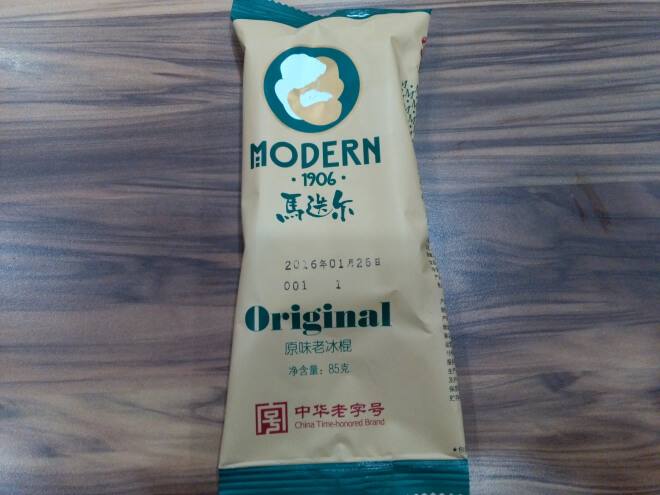 MODERN
·1906·
馬迭尔
2016年01月26日
001 1
Original
原味老冰棍
净含量：85克
中华老字号
China Time-honored Brand